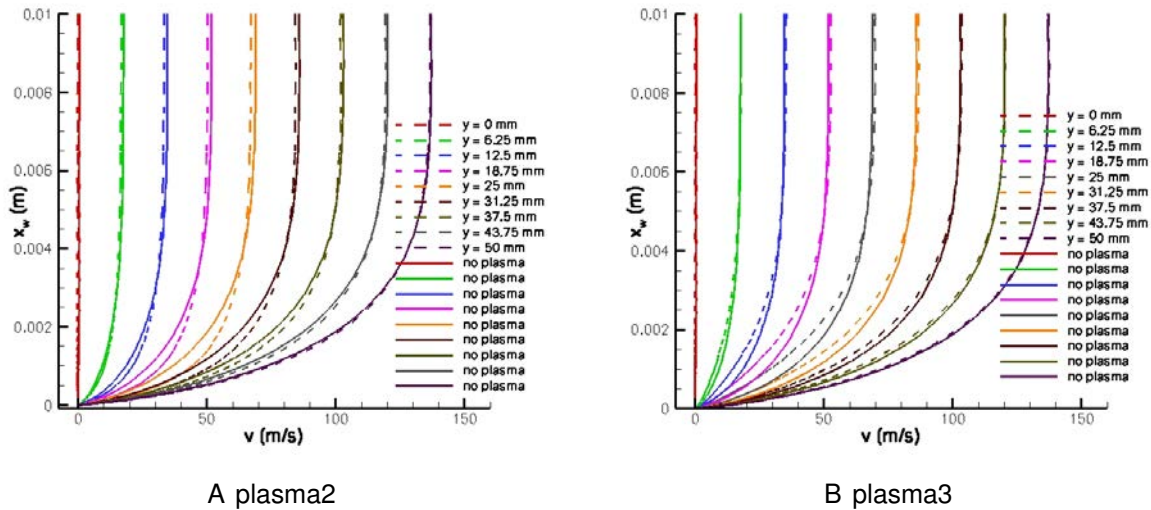 0.01
0.008
0.006
0.004
0.002
0
x_w (m)
0 50 100 150
v (m/s)
y = 0 mm
y = 6.25 mm
y = 12.5 mm
y = 18.75 mm
y = 25 mm
y = 31.25 mm
y = 37.5 mm
y = 43.75 mm
y = 50 mm
no plasma
no plasma
no plasma
no plasma
no plasma
no plasma
no plasma
no plasma
no plasma
A plasma2
0.01
0.008
0.006
0.004
0.002
0
x_w (m)
0 50 100 150
v (m/s)
y = 0 mm
y = 6.25 mm
y = 12.5 mm
y = 18.75 mm
y = 25 mm
y = 31.25 mm
y = 37.5 mm
y = 43.75 mm
y = 50 mm
no plasma
no plasma
no plasma
no plasma
no plasma
no plasma
no plasma
no plasma
no plasma
B plasma3